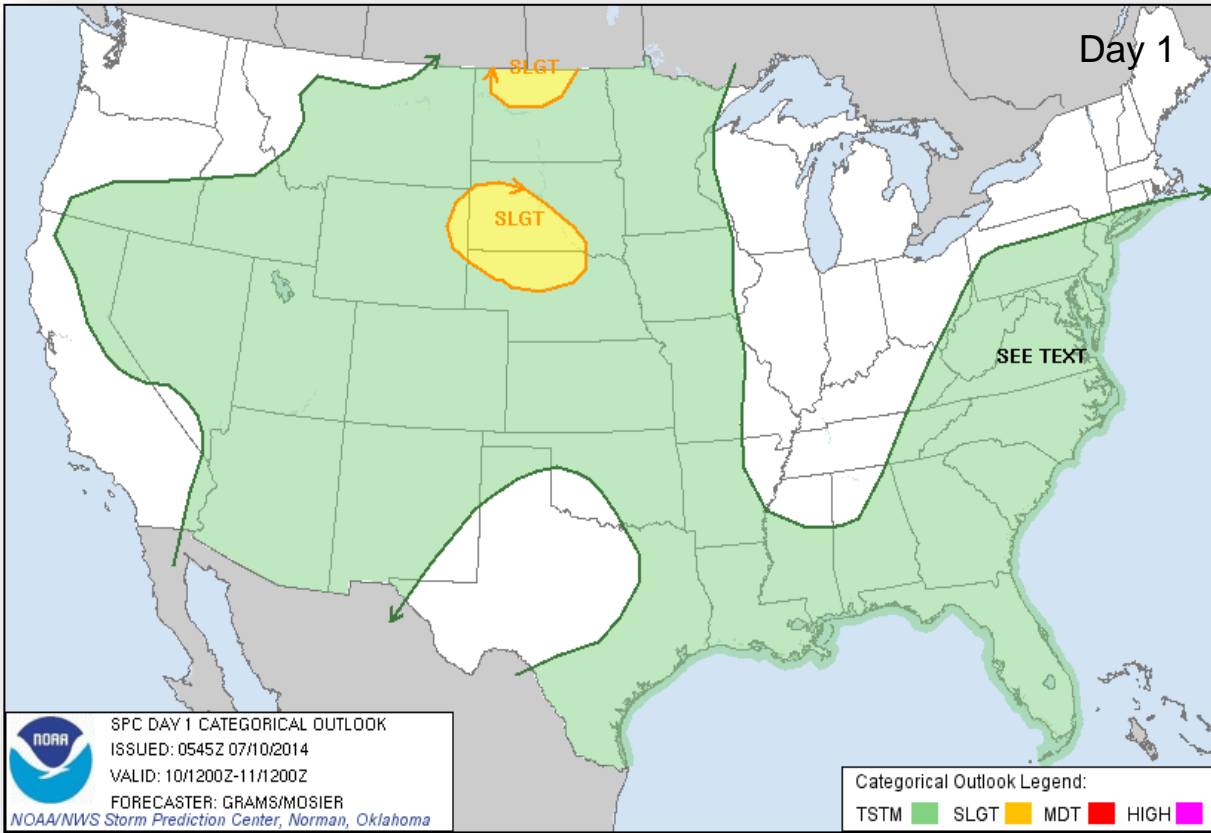 Day 1
SLGT
SLGT
SEE TEXT
NOAA
SPC DAY 1 CATEGORICAL OUTLOOK
ISSUED: 0545Z 07/10/2014
VALID: 10/1200Z-11/1200Z
FORECASTER: GRAMS/MOSIER
NOAA/NWS Storm Prediction Center, Norman, Oklahoma
Categorical Outlook Legend:
TSTM SLGT MDT HIGH